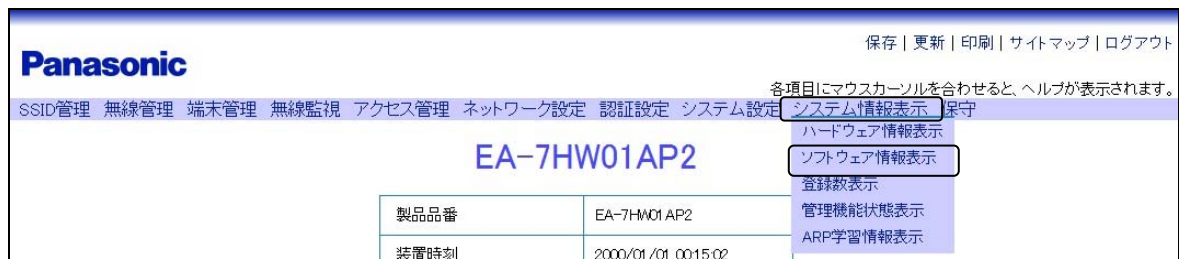 保存 | 更新 | 印刷 | サイトマップ | ログアウト
Panasonic
各項目にマウスカーソルを合わせると、ヘルプが表示されます。
SSID管理 無線管理 端末管理 無線監視 アクセス管理 ネットワーク設定 認証設定 システム設定 システム情報表示 保守
ハードウェア情報表示
EA-7HW01AP2
ソフトウェア情報表示
登録数表示
製品品番 EA-7HW01AP2
管理機能状態表示
ARP学習情報表示
装置時刻 2000/01/01 00:15:02